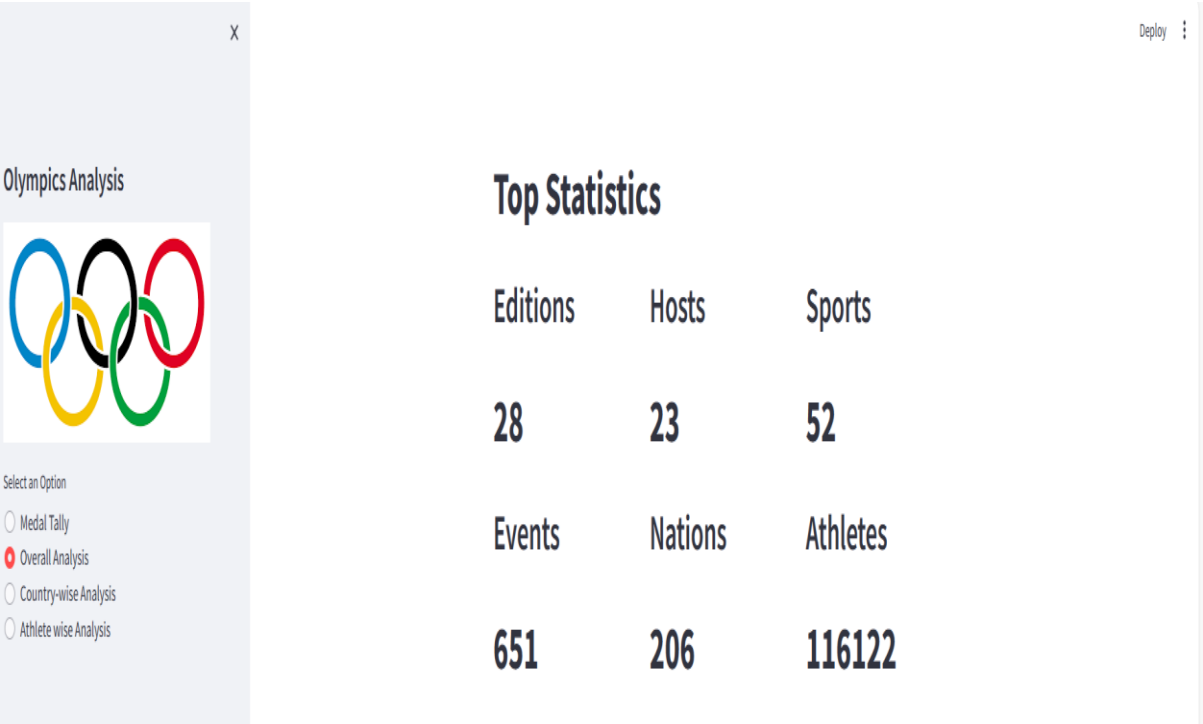 X
Deploy
Olympics Analysis
Select an Option
Medal Tally
Overall Analysis
Country-wise Analysis
Athlete wise Analysis
Top Statistics
Editions Hosts Sports
28 23 52
Events Nations Athletes
651 206 116122